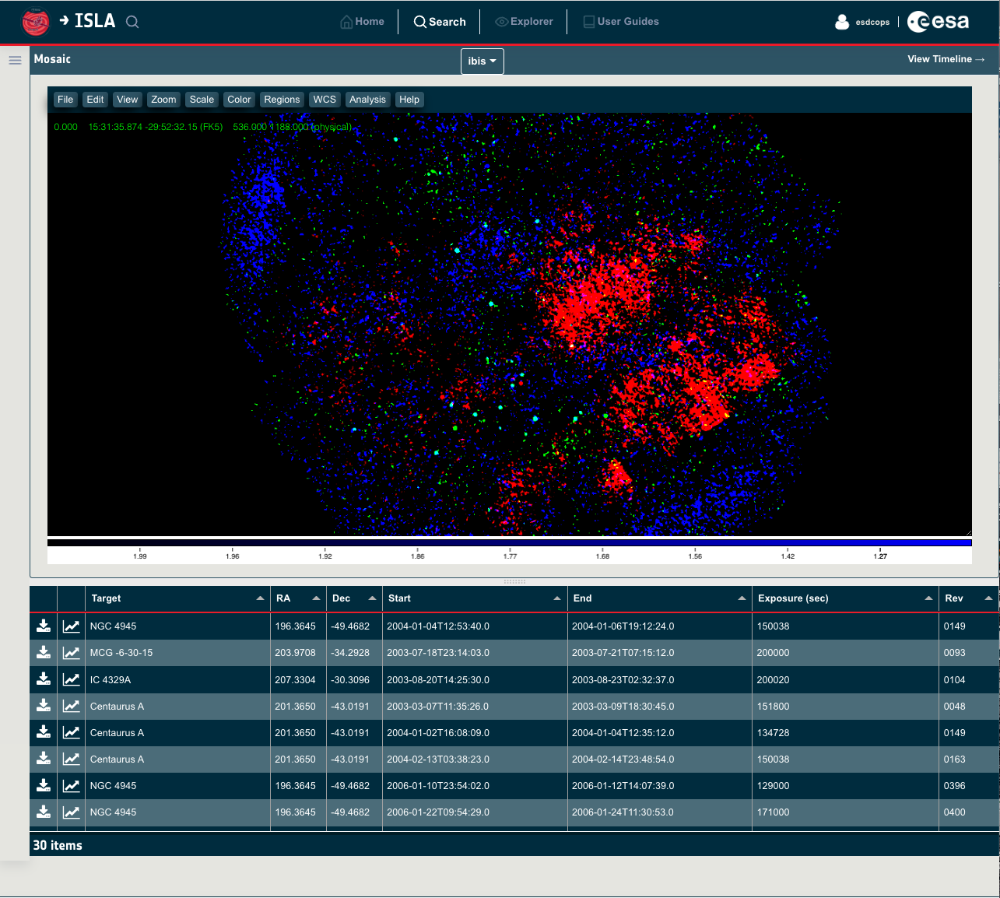 → ISLA Home Search Explorer User Guides esdcops | esa
Mosaic ibis View Timeline →
File Edit View Zoom Scale Color Regions WCS Analysis Help
0.000 15:31:35.874 -29:52:32.15 (FK5) 536.000 1188.000 (physical)
1.99 1.96 1.92 1.86 1.77 1.68 1.56 1.42 1.27
Target RA Dec Start End Exposure (sec) Rev
NGC 4945 196.3645 -49.4682 2004-01-04T12:53:40.0 2004-01-06T19:12:24.0 150038 0149
MCG -6-30-15 203.9708 -34.2928 2003-07-18T23:14:03.0 2003-07-21T07:15:12.0 200000 0093
IC 4329A 207.3304 -30.3096 2003-08-20T14:25:30.0 2003-08-23T02:32:37.0 200020 0104
Centaurus A 201.3650 -43.0191 2003-03-07T11:35:26.0 2003-03-09T18:30:45.0 151800 0048
Centaurus A 201.3650 -43.0191 2004-01-02T16:08:09.0 2004-01-04T12:35:12.0 134728 0149
Centaurus A 201.3650 -43.0191 2004-02-13T03:38:23.0 2004-02-14T23:48:54.0 150038 0163
NGC 4945 196.3645 -49.4682 2006-01-10T23:54:02.0 2006-01-12T14:07:39.0 129000 0396
NGC 4945 196.3645 -49.4682 2006-01-22T09:54:29.0 2006-01-24T11:30:53.0 171000 0400
30 items